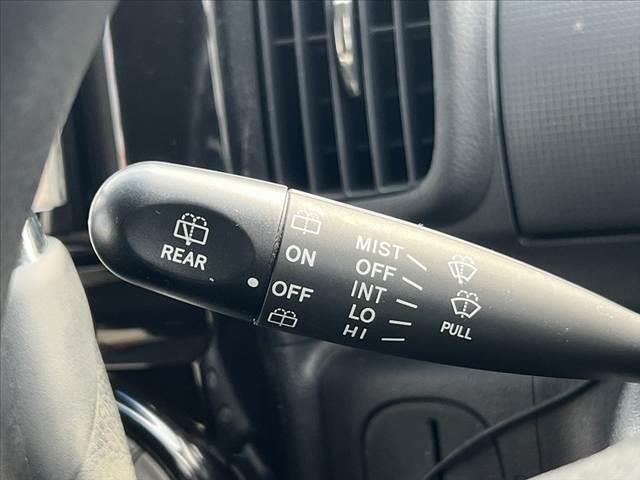 REAR
ON
OFF
MIST
OFF
INT
LO
HI
PULL